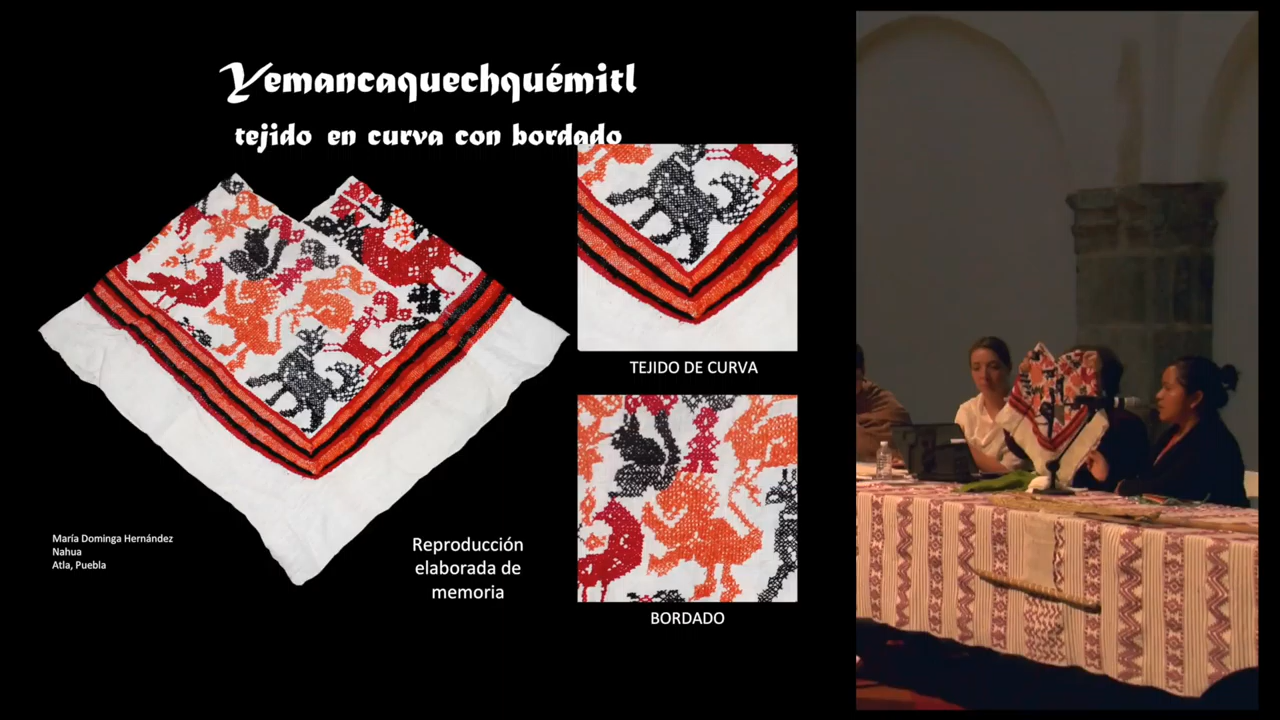 Yemancaquechquémitl
tejido en curva con bordado
TEJIDO DE CURVA
María Dominga Hernández
Nahua
Atla, Puebla
Reproducción
elaborada de
memoria
BORDADO